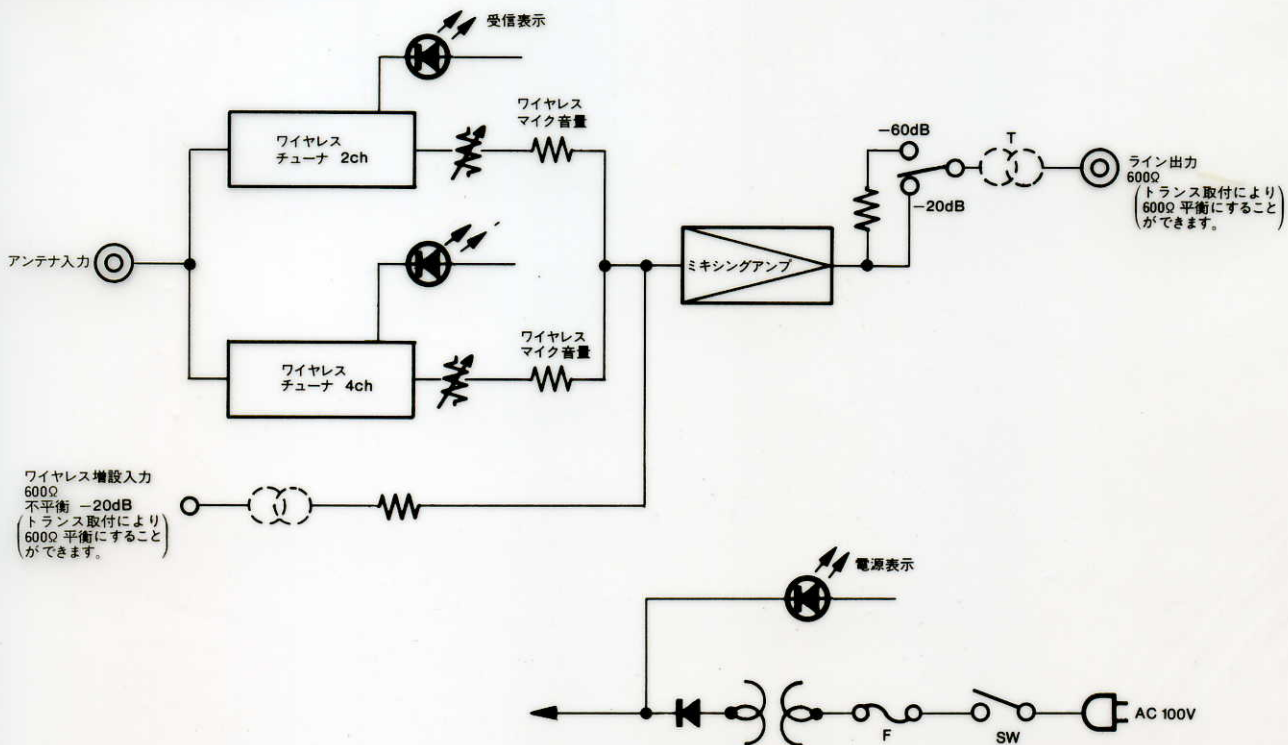 受信表示
ワイヤレス
チューナ 2ch
ワイヤレス
マイク音量
-60dB
-20dB
T
ライン出力
600Ω
(トランス取付により
600Ω 平衡にすること
ができます。)
アンテナ入力
ミキシングアンプ
ワイヤレス
チューナ 4ch
ワイヤレス
マイク音量
ワイヤレス増設入力
600Ω
不平衡 -20dB
(トランス取付により
600Ω 平衡にすること
ができます。)
電源表示
F
SW
AC 100V